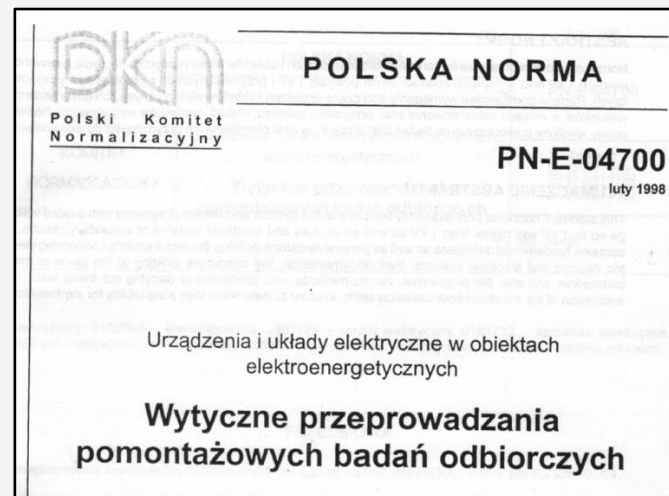 PKN
POLSKA NORMA
Polski Komitet
Normalizacyjny
PN-E-04700
luty 1998
Urządzenia i układy elektryczne w obiektach
elektroenergetycznych
Wytyczne przeprowadzania
pomontażowych badań odbiorczych